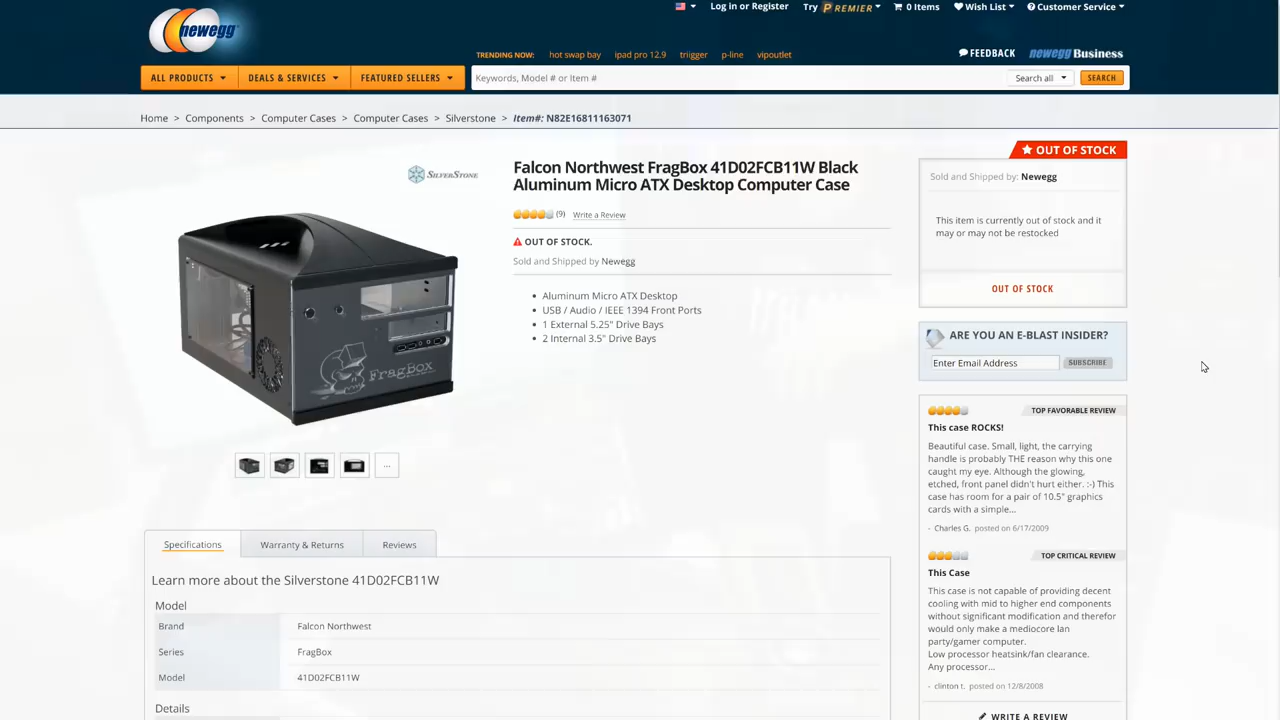 newegg
Log in or Register
Try PREMIER
0 Items
Wish List
Customer Service
TRENDING NOW: hot swap bay ipad pro 12.9 triigger p-line vipoutlet
FEEDBACK
newegg Business
ALL PRODUCTS
DEALS & SERVICES
FEATURED SELLERS
Keywords, Model # or Item #
Search all
SEARCH
Home > Components > Computer Cases > Computer Cases > Silverstone > Item#: N82E16811163071
SILVERSTONE
FragBox
...
Falcon Northwest FragBox 41D02FCB11W Black
Aluminum Micro ATX Desktop Computer Case
(9) Write a Review
OUT OF STOCK.
Sold and Shipped by Newegg
• Aluminum Micro ATX Desktop
• USB / Audio / IEEE 1394 Front Ports
• 1 External 5.25" Drive Bays
• 2 Internal 3.5" Drive Bays
OUT OF STOCK
Sold and Shipped by: Newegg
This item is currently out of stock and it
may or may not be restocked
OUT OF STOCK
ARE YOU AN E-BLAST INSIDER?
Enter Email Address
SUBSCRIBE
TOP FAVORABLE REVIEW
This case ROCKS!
Beautiful case. Small, light, the carrying
handle is probably THE reason why this one
caught my eye. Although the glowing,
etched, front panel didn't hurt either. :-) This
case has room for a pair of 10.5" graphics
cards with a simple...
- Charles G. posted on 6/17/2009
TOP CRITICAL REVIEW
This Case
This case is not capable of providing decent
cooling with mid to higher end components
without significant modification and therefor
would only make a mediocore lan
party/gamer computer.
Low processor heatsink/fan clearance.
Any processor...
- clinton t. posted on 12/8/2008
WRITE A REVIEW
Specifications
Warranty & Returns
Reviews
Learn more about the Silverstone 41D02FCB11W
Model
Brand Falcon Northwest
Series FragBox
Model 41D02FCB11W
Details